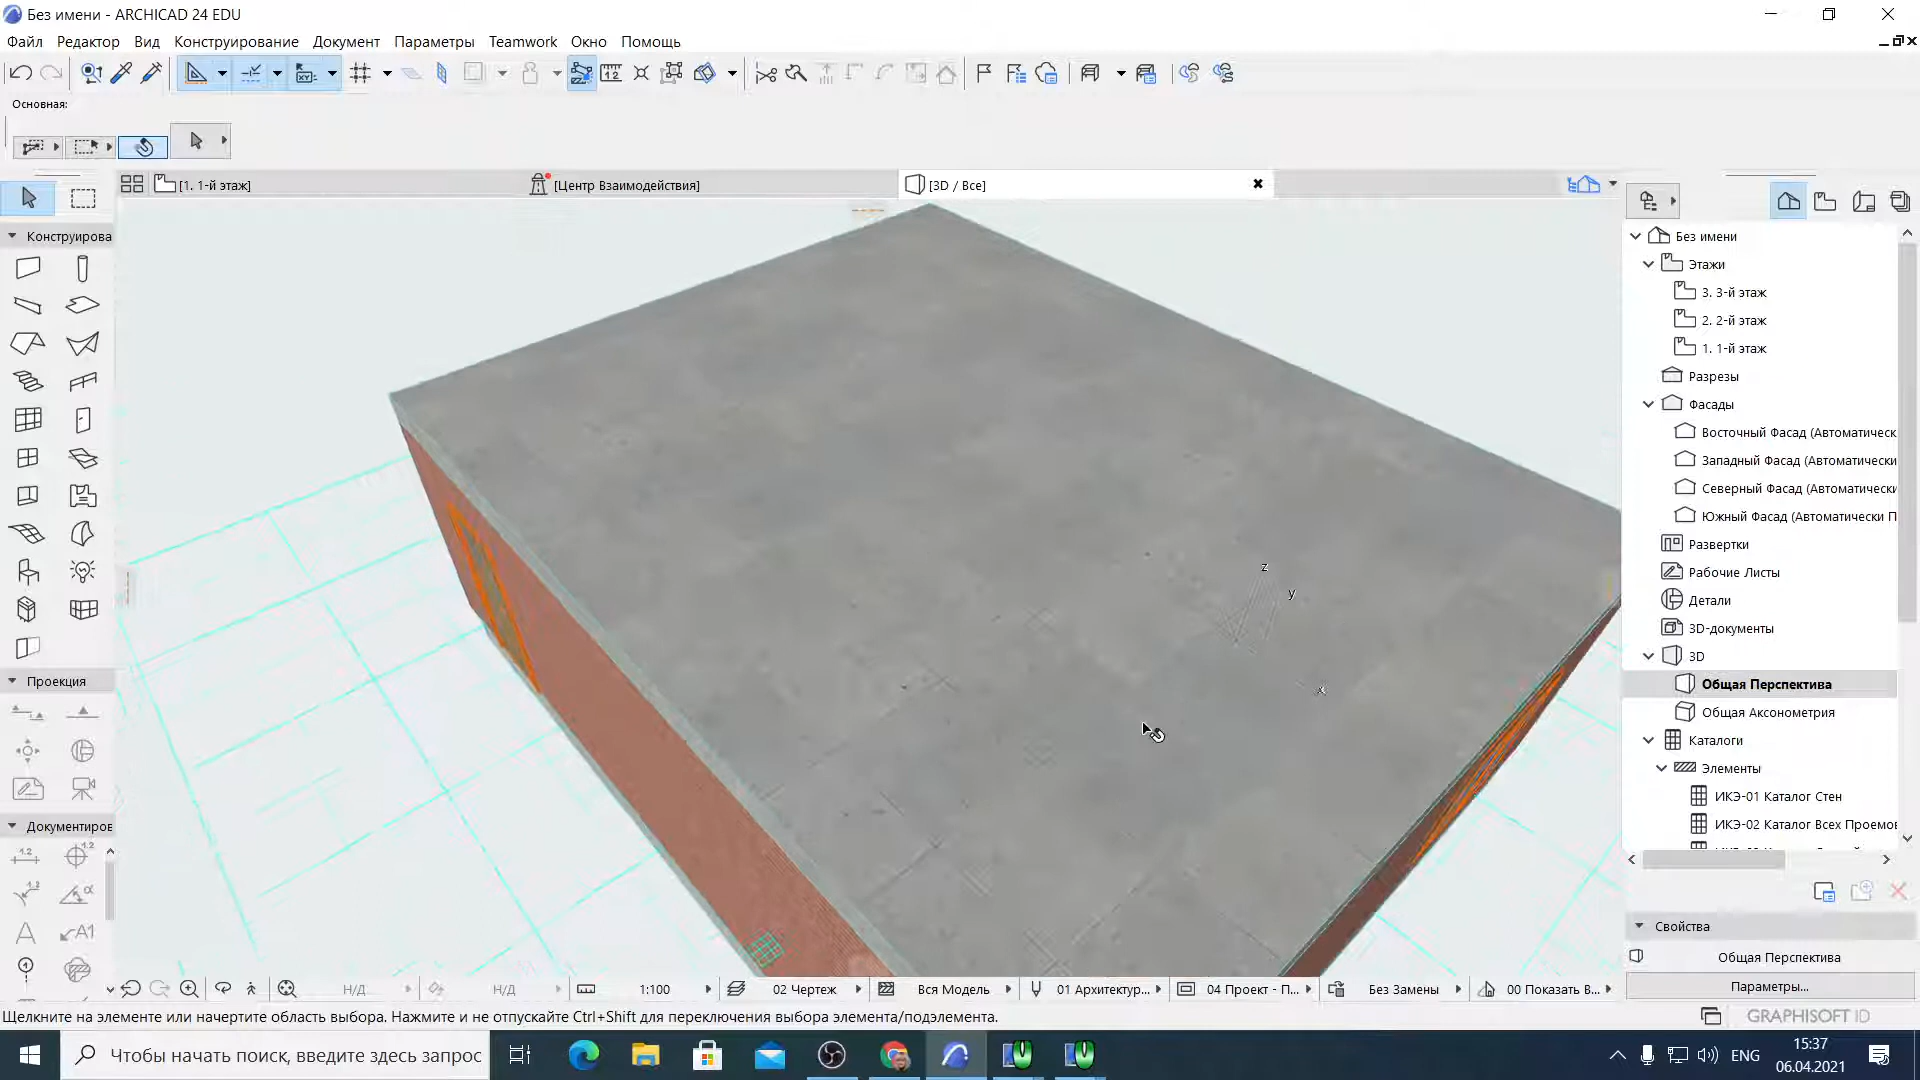 Без имени - ARCHICAD 24 EDU
Файл Редактор Вид Конструирование Документ Параметры Teamwork Окно Помощь
Основная:
[1. 1-й этаж]
[Центр Взаимодействия]
[3D / Все]
Конструирова
Проекция
Документиров
z
y
x
Без имени
Этажи
3. 3-й этаж
2. 2-й этаж
1. 1-й этаж
Разрезы
Фасады
Восточный Фасад (Автоматическ
Западный Фасад (Автоматически
Северный Фасад (Автоматически
Южный Фасад (Автоматически П
Развертки
Рабочие Листы
Детали
3D-документы
3D
Общая Перспектива
Общая Аксонометрия
Каталоги
Элементы
ИКЭ-01 Каталог Стен
ИКЭ-02 Каталог Всех Проемов
Свойства
Общая Перспектива
Параметры...
Н/Д Н/Д 1:100 02 Чертеж Вся Модель 01 Архитектур... 04 Проект - П... Без Замены 00 Показать В...
Щелкните на элементе или начертите область выбора. Нажмите и не отпускайте Ctrl+Shift для переключения выбора элемента/подэлемента.
GRAPHISOFT ID
Чтобы начать поиск, введите здесь запрос
ENG
15:37
06.04.2021